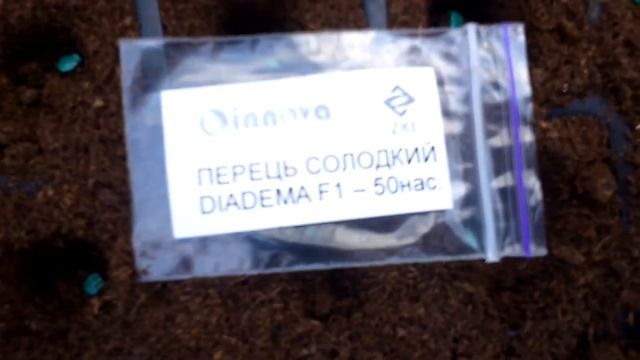 innova
ZKI
ПЕРЕЦЬ СОЛОДКИЙ
DIADEMA F1 – 50нас.